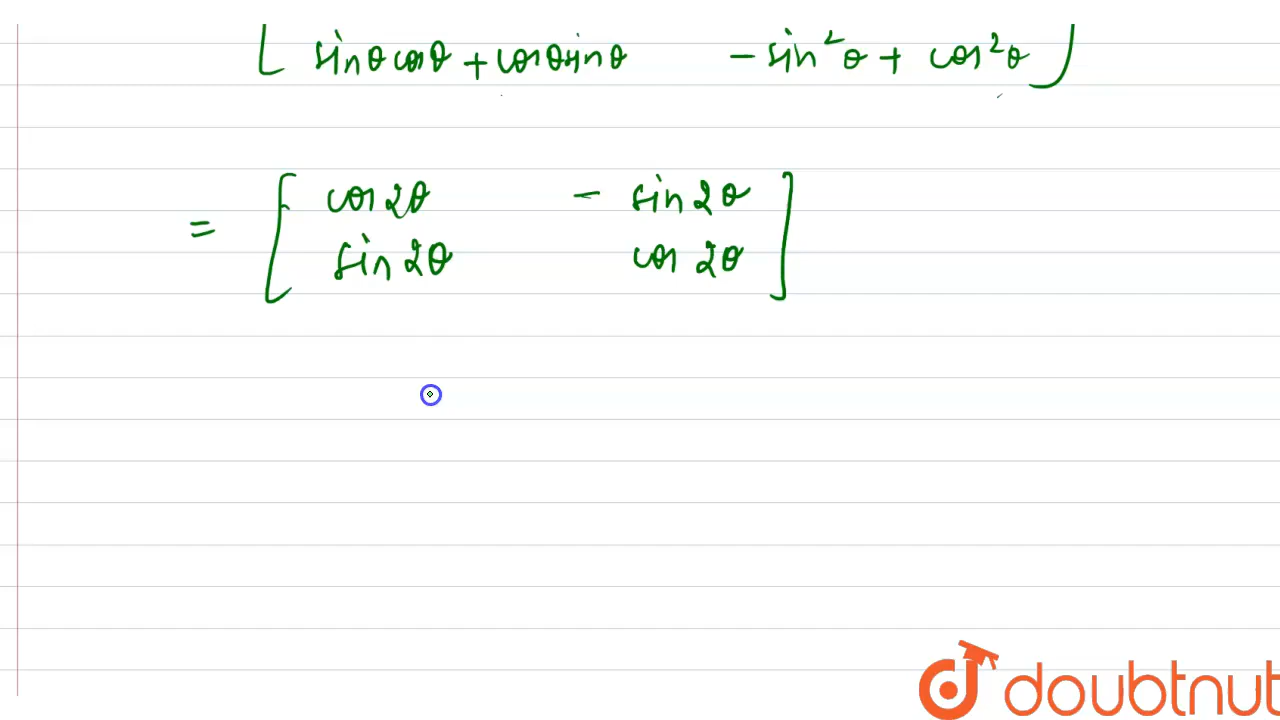 [ sinθcosθ + cosθsinθ   - sin²θ + cos²θ ]
= [ cos2θ   - sin2θ
sin2θ   cos2θ ]
doubtnut